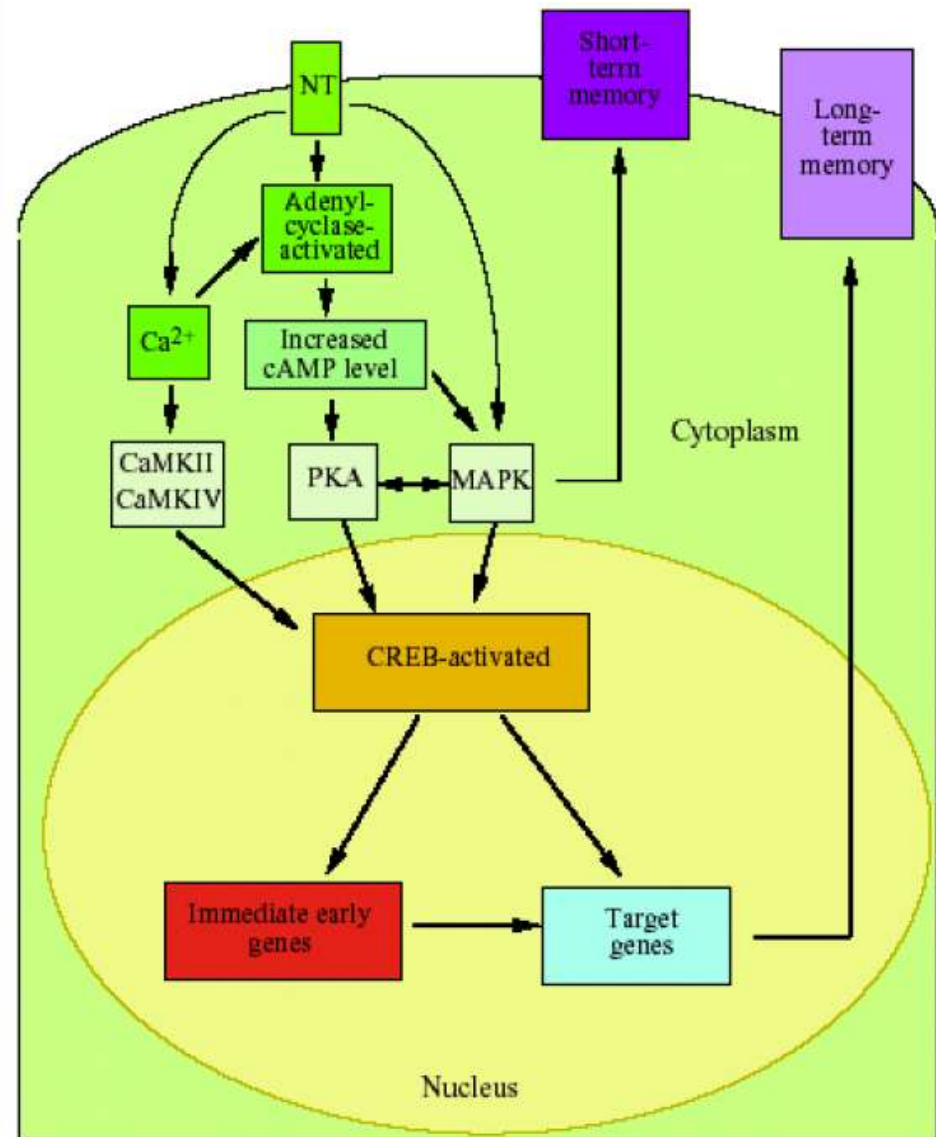 NT
Short-
term
memory
Long-
term
memory
Adenyl-
cyclase-
activated
Ca²⁺
Increased
cAMP level
Cytoplasm
CaMKII
CaMKIV
PKA
MAPK
CREB-activated
Immediate early
genes
Target
genes
Nucleus